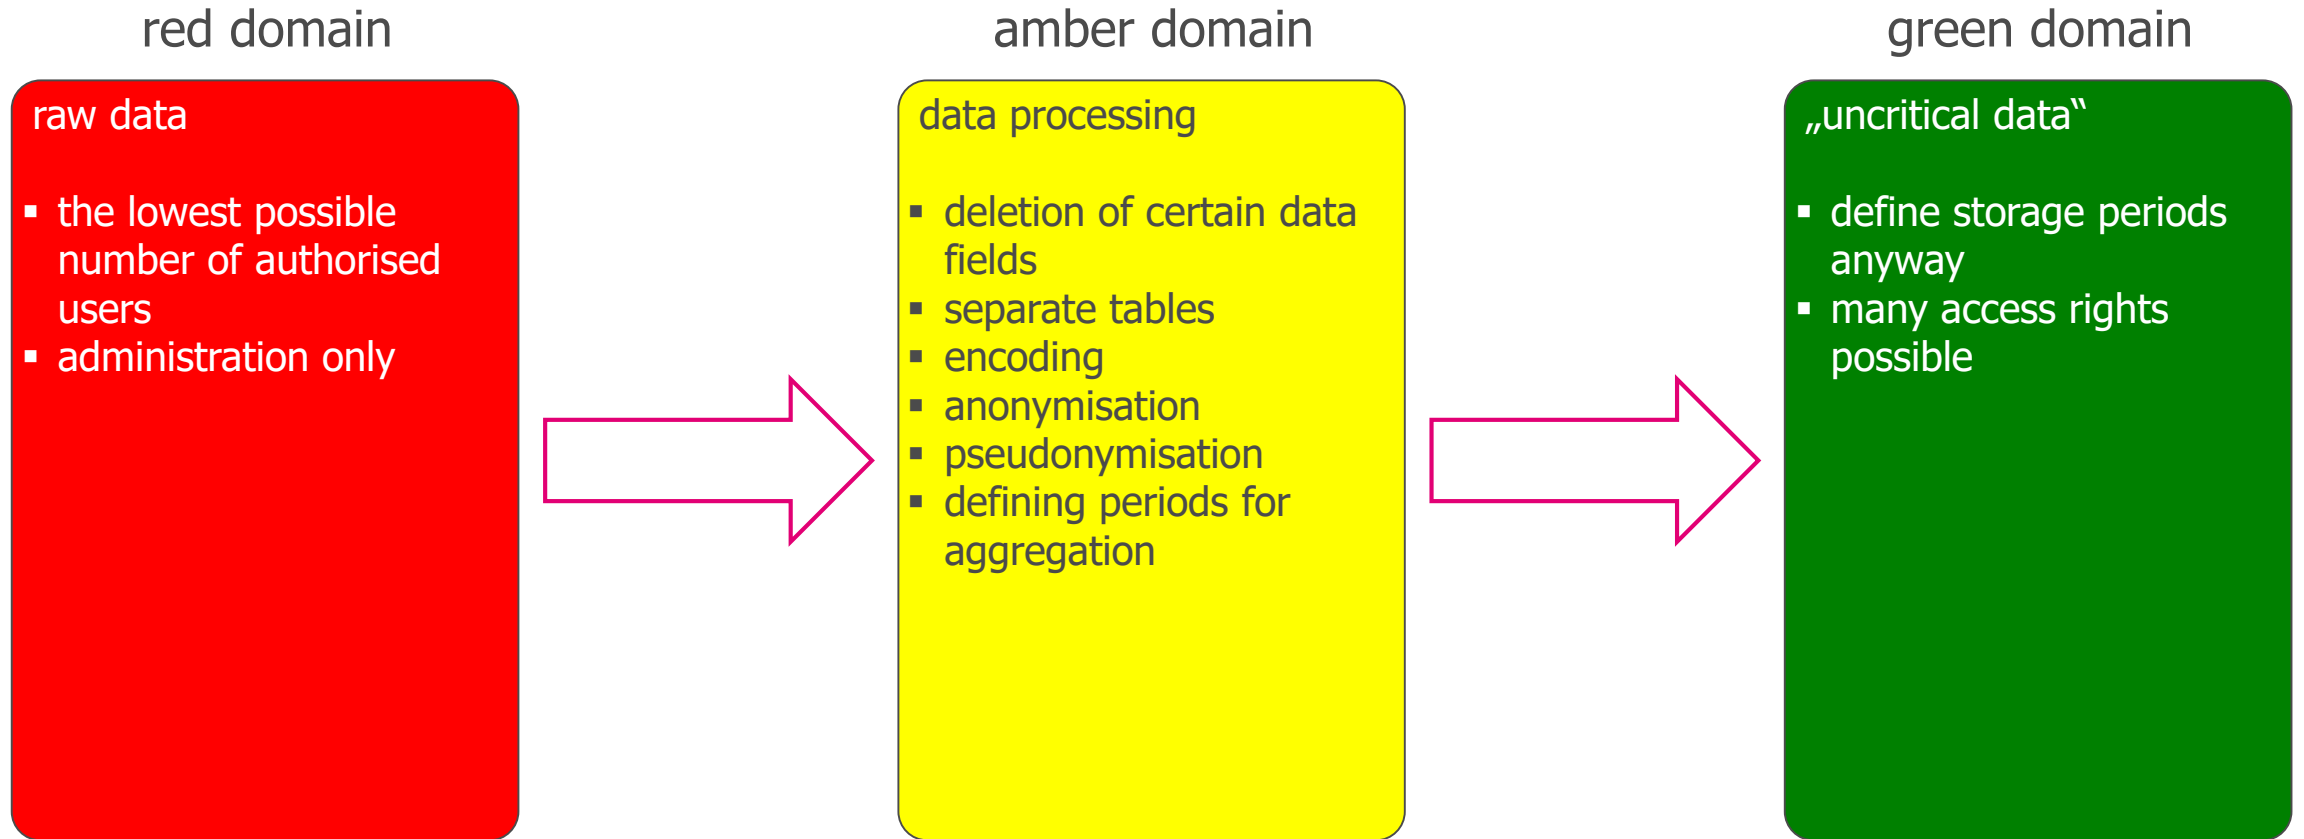 red domain
amber domain
green domain
raw data
▪ the lowest possible
number of authorised
users
▪ administration only
data processing
▪ deletion of certain data
fields
▪ separate tables
▪ encoding
▪ anonymisation
▪ pseudonymisation
▪ defining periods for
aggregation
„uncritical data“
▪ define storage periods
anyway
▪ many access rights
possible